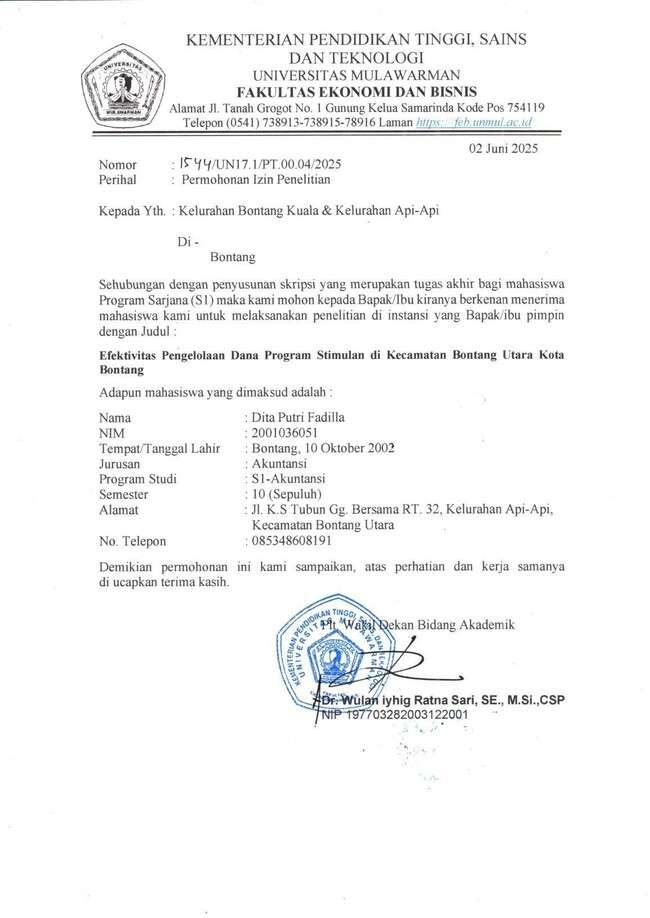 KEMENTERIAN PENDIDIKAN TINGGI, SAINS
DAN TEKNOLOGI
UNIVERSITAS MULAWARMAN
FAKULTAS EKONOMI DAN BISNIS
Alamat Jl. Tanah Grogot No. 1 Gunung Kelua Samarinda Kode Pos 754119
Telepon (0541) 738913-738915-78916 Laman https://feb.unmul.ac.id
UNIVERSITAS
MULAWARMAN
02 Juni 2025
Nomor : 1544/UN17.1/PT.00.04/2025
Perihal : Permohonan Izin Penelitian
Kepada Yth. : Kelurahan Bontang Kuala & Kelurahan Api-Api
Di -
Bontang
Sehubungan dengan penyusunan skripsi yang merupakan tugas akhir bagi mahasiswa
Program Sarjana (S1) maka kami mohon kepada Bapak/Ibu kiranya berkenan menerima
mahasiswa kami untuk melaksanakan penelitian di instansi yang Bapak/ibu pimpin
dengan Judul :
Efektivitas Pengelolaan Dana Program Stimulan di Kecamatan Bontang Utara Kota
Bontang
Adapun mahasiswa yang dimaksud adalah :
Nama : Dita Putri Fadilla
NIM : 2001036051
Tempat/Tanggal Lahir : Bontang, 10 Oktober 2002
Jurusan : Akuntansi
Program Studi : S1-Akuntansi
Semester : 10 (Sepuluh)
Alamat : Jl. K.S Tubun Gg. Bersama RT. 32, Kelurahan Api-Api,
Kecamatan Bontang Utara
No. Telepon : 085348608191
Demikian permohonan ini kami sampaikan, atas perhatian dan kerja samanya
di ucapkan terima kasih.
Plt. Wakil Dekan Bidang Akademik
KEMENTERIAN PENDIDIKAN TINGGI, SAINS, DAN TEKNOLOGI
UNIVERSITAS MULAWARMAN
Dr. Wulan iyhig Ratna Sari, SE., M.Si.,CSP
NIP 197703282003122001